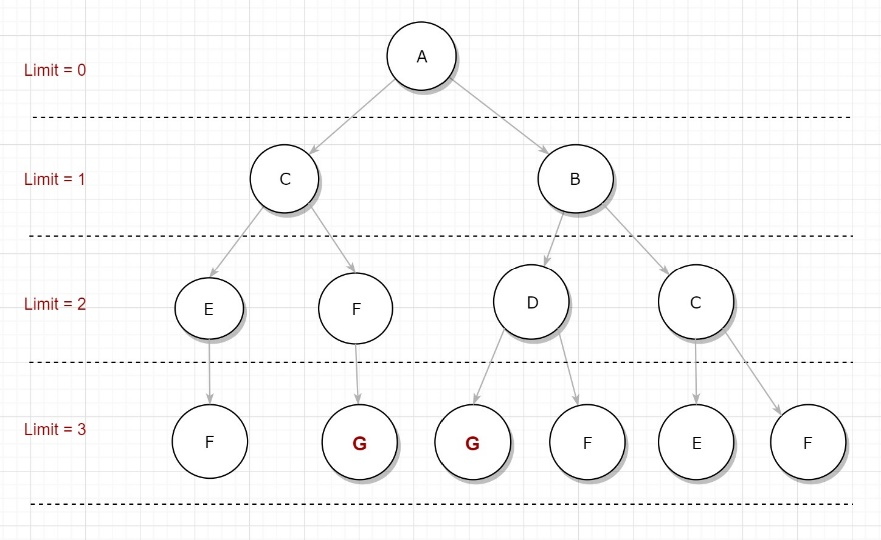 A
Limit = 0
Limit = 1
C
B
Limit = 2
E
F
D
C
Limit = 3
F
G
G
F
E
F